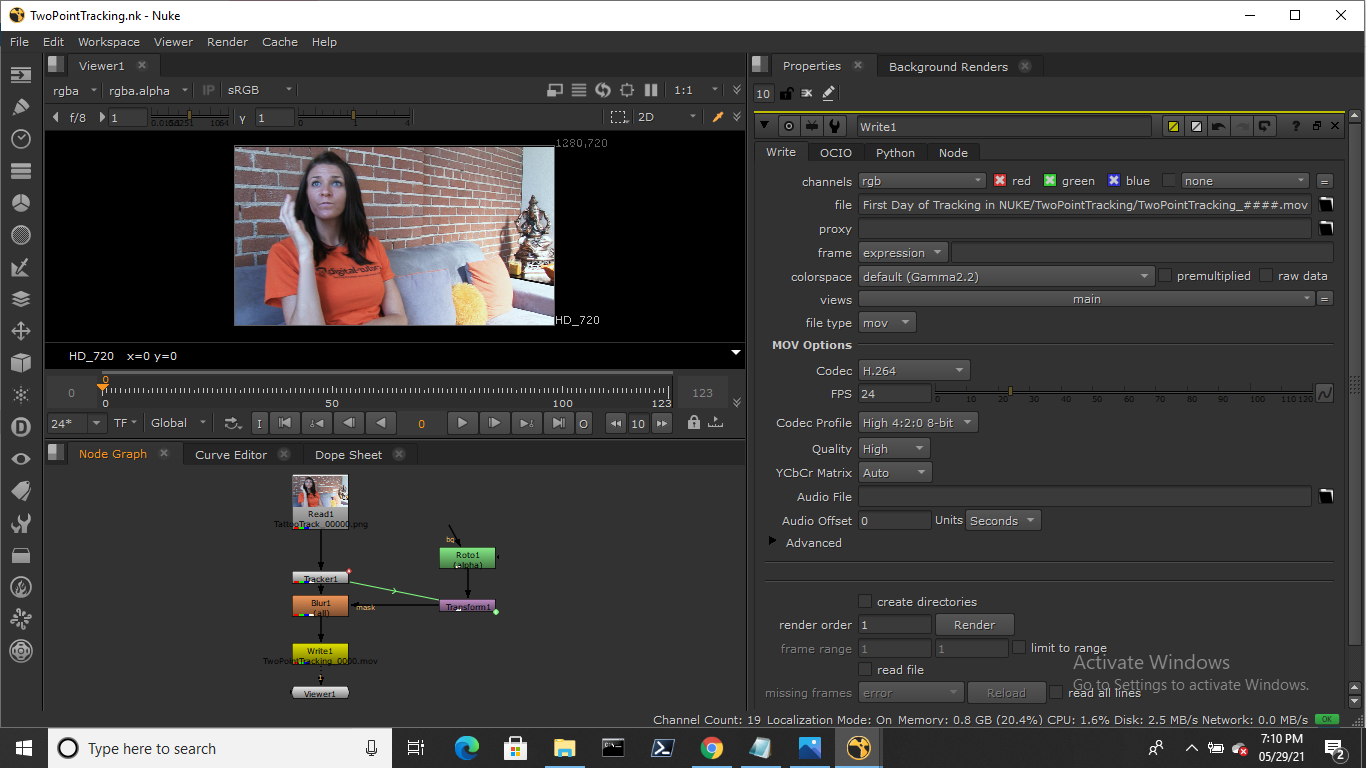 TwoPointTracking.nk - Nuke
File Edit Workspace Viewer Render Cache Help
Viewer1
rgba rgba.alpha IP sRGB 1:1
f/8 1 γ 1 0 1 4 2D
1280,720
digital-tutors
HD_720
HD_720 x=0 y=0
0 0 0 50 100 123 123
24* TF Global I 0 O 10
Node Graph Curve Editor Dope Sheet
Read1
TattooTrack_00000.png
bg
Roto1
(alpha)
Tracker1
Blur1
(all)
mask
Transform1
Write1
TwoPointTracking_0000.mov
1
Viewer1
Properties Background Renders
10
Write1
Write OCIO Python Node
channels rgb red green blue none =
file First Day of Tracking in NUKE/TwoPointTracking/TwoPointTracking_####.mov
proxy
frame expression
colorspace default (Gamma2.2) premultiplied raw data
views main =
file type mov
MOV Options
Codec H.264
FPS 24 0 10 20 30 40 50 60 70 80 90 100 110 120
Codec Profile High 4:2:0 8-bit
Quality High
YCbCr Matrix Auto
Audio File
Audio Offset 0 Units Seconds
Advanced
create directories
render order 1 Render
frame range 1 1 limit to range
read file
missing frames error Reload read all lines
Activate Windows
Go to Settings to activate Windows.
Channel Count: 19 Localization Mode: On Memory: 0.8 GB (20.4%) CPU: 1.6% Disk: 2.5 MB/s Network: 0.0 MB/s OK
Type here to search
7:10 PM
05/29/21
2